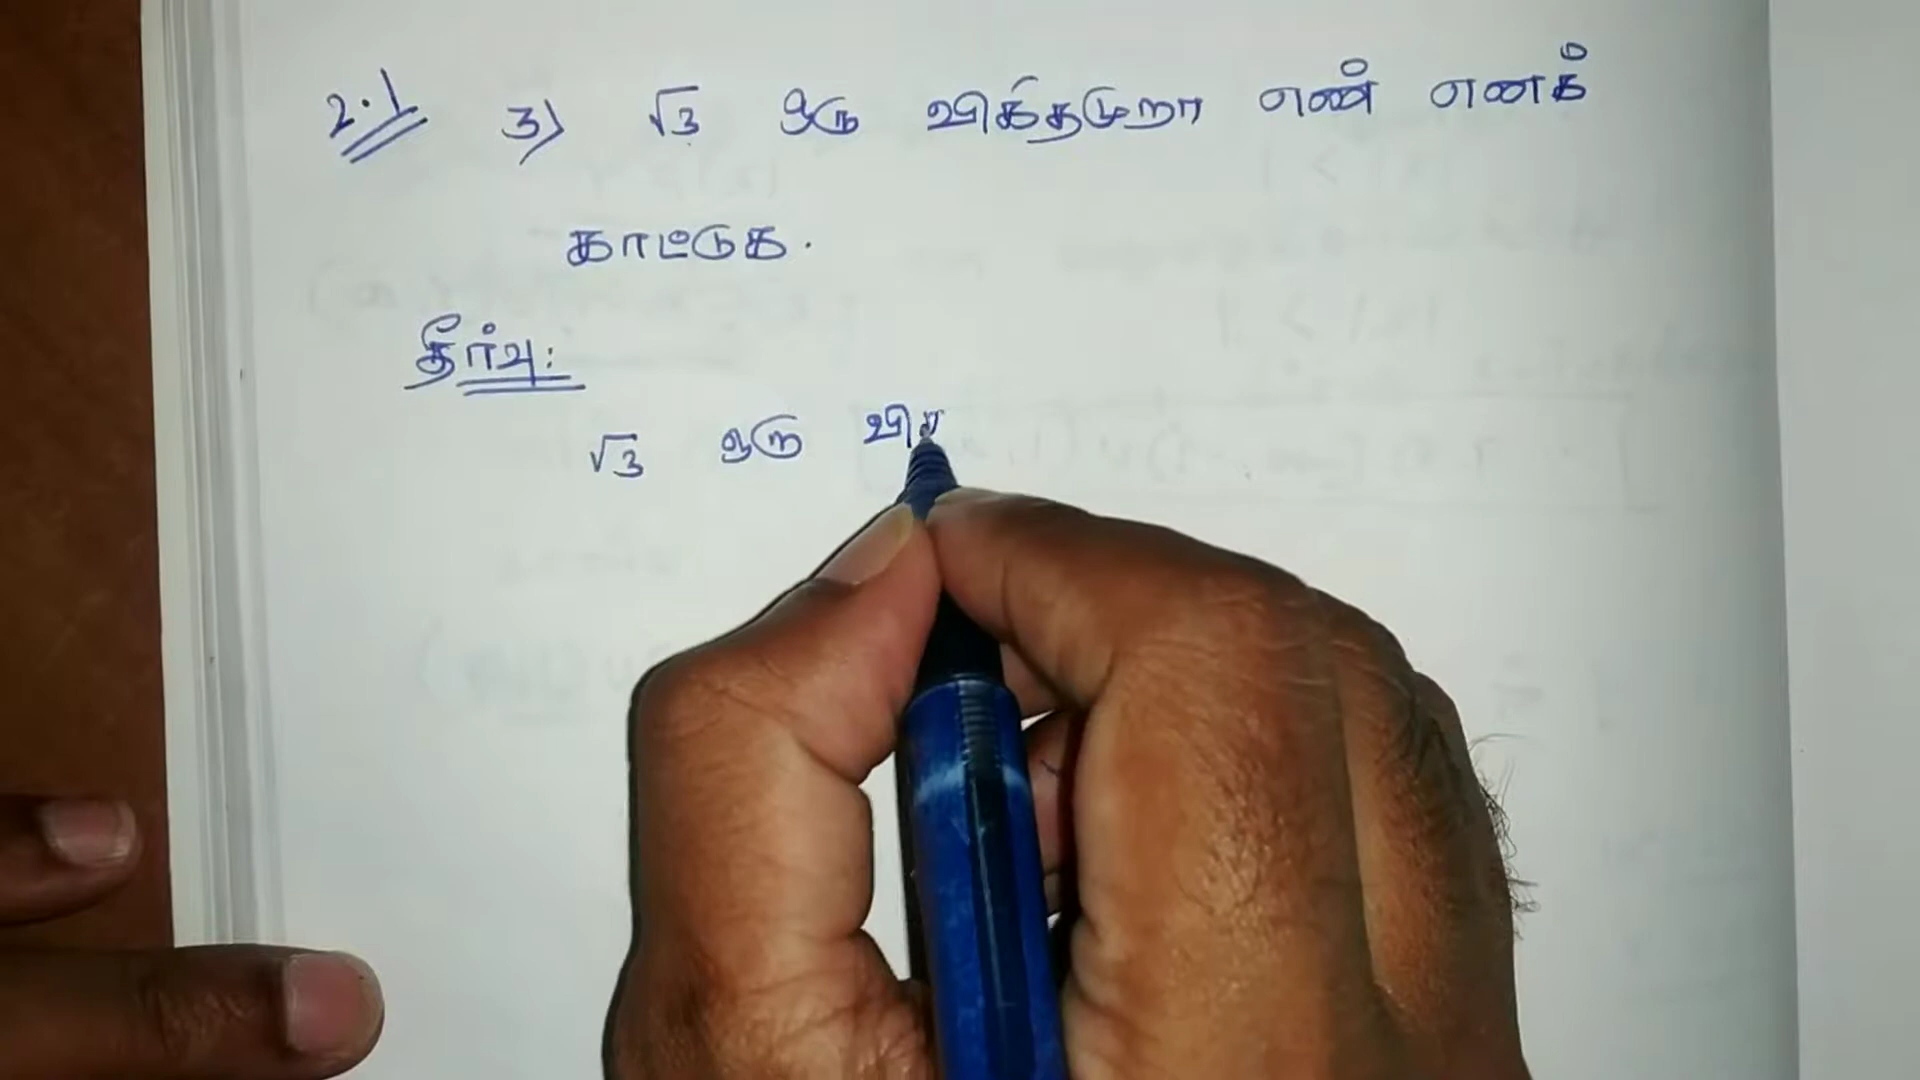 2.1 3) √3 ஒரு விகிதமுறா எண் எனக்
காட்டுக.
தீர்வு:
√3 ஒரு